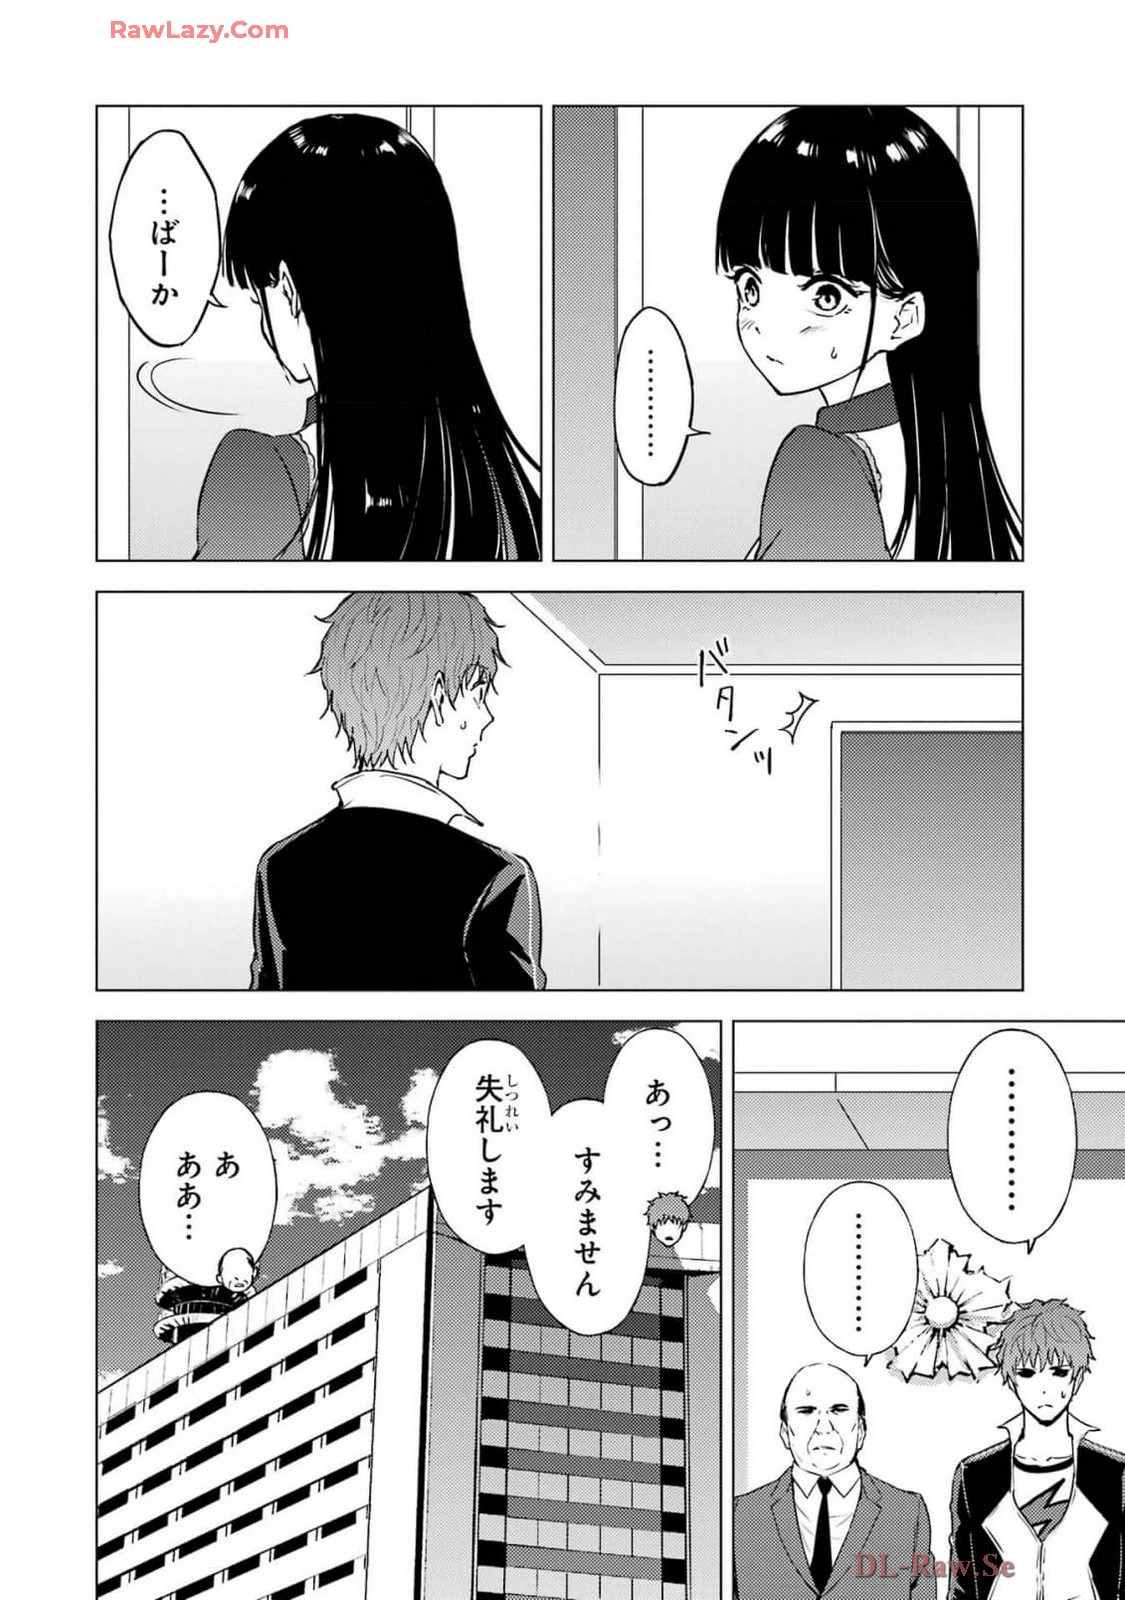 RawLazy.Com
…………
…ばーか
バタンッ
…………
…………
あっ…
すみません
失礼します
しつれい
あ
ああ…
DL-Raw.Se